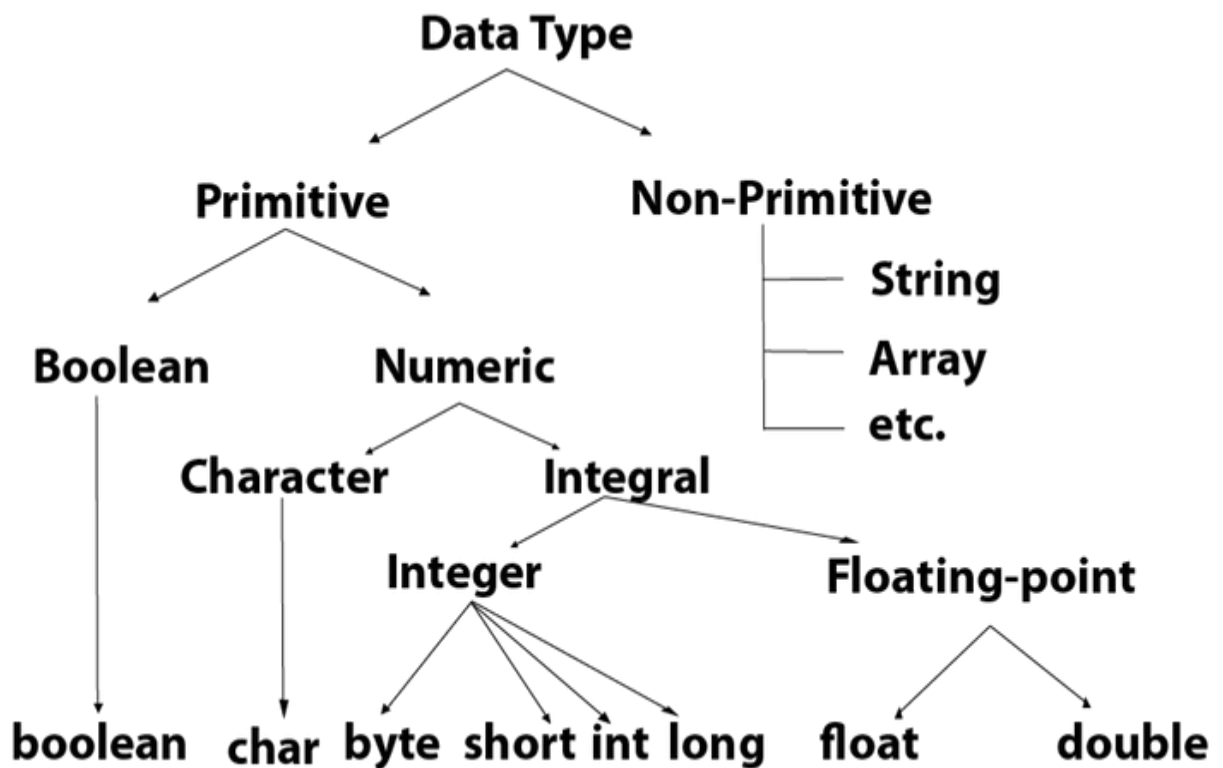 Data Type
Primitive
Non-Primitive
String
Array
etc.
Boolean
Numeric
Character
Integral
Integer
Floating-point
boolean
char
byte
short
int
long
float
double